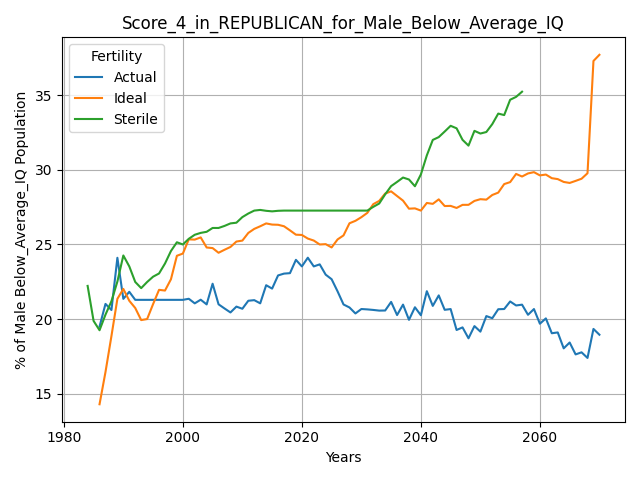 Score_4_in_REPUBLICAN_for_Male_Below_Average_IQ
Fertility
Actual
Ideal
Sterile
% of Male Below_Average_IQ Population
35
30
25
20
15
1980
2000
2020
2040
2060
Years